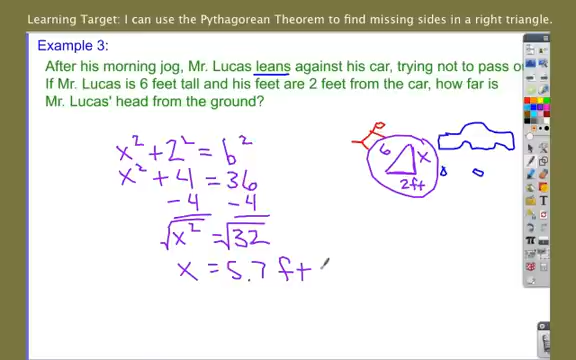 Learning Target: I can use the Pythagorean Theorem to find missing sides in a right triangle.
Example 3:
After his morning jog, Mr. Lucas leans against his car, trying not to pass o
If Mr. Lucas is 6 feet tall and his feet are 2 feet from the car, how far is
Mr. Lucas' head from the ground?
x² + 2² = 6²
x² + 4 = 36
- 4 - 4
√x² = √32
x = 5.7 ft
6 x
2ft